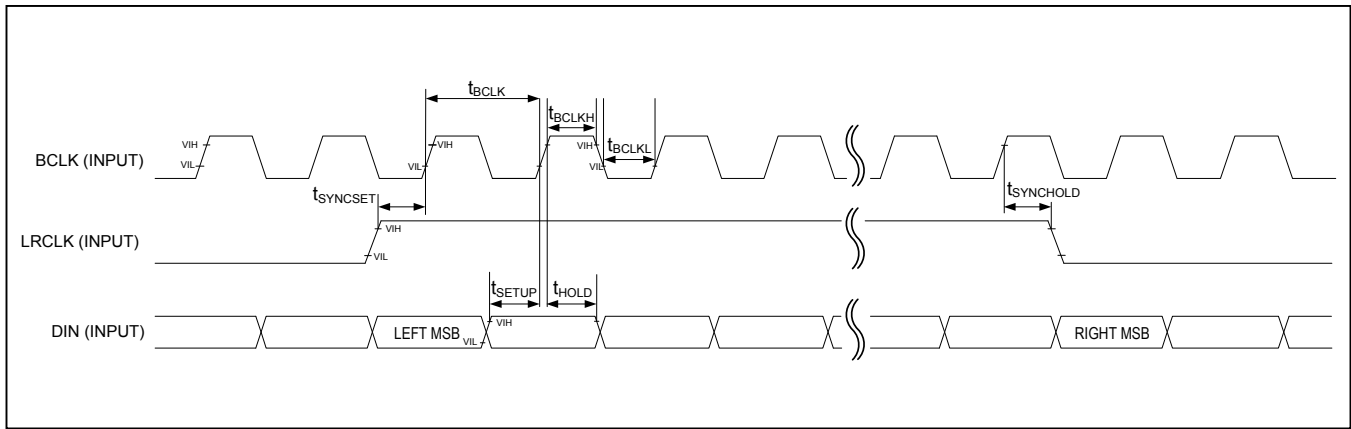 tBCLK
tBCLKH
VIH
VIH
VIH
tBCLKL
BCLK (INPUT)
VIL
VIL
VIL
tSYNCSET
tSYNCHOLD
VIH
LRCLK (INPUT)
VIL
tSETUP
tHOLD
VIH
DIN (INPUT)
LEFT MSB
VIL
RIGHT MSB